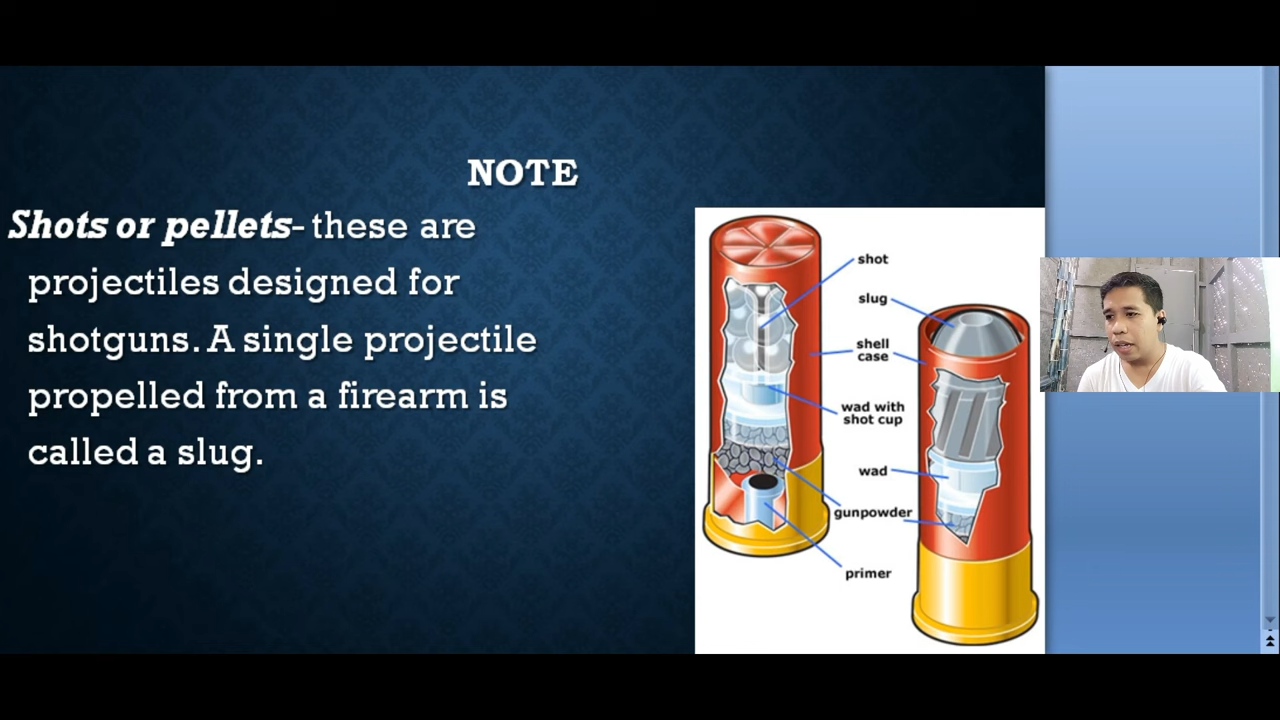 NOTE
Shots or pellets- these are
projectiles designed for
shotguns. A single projectile
propelled from a firearm is
called a slug.
shot
slug
shell
case
wad with
shot cup
wad
gunpowder
primer